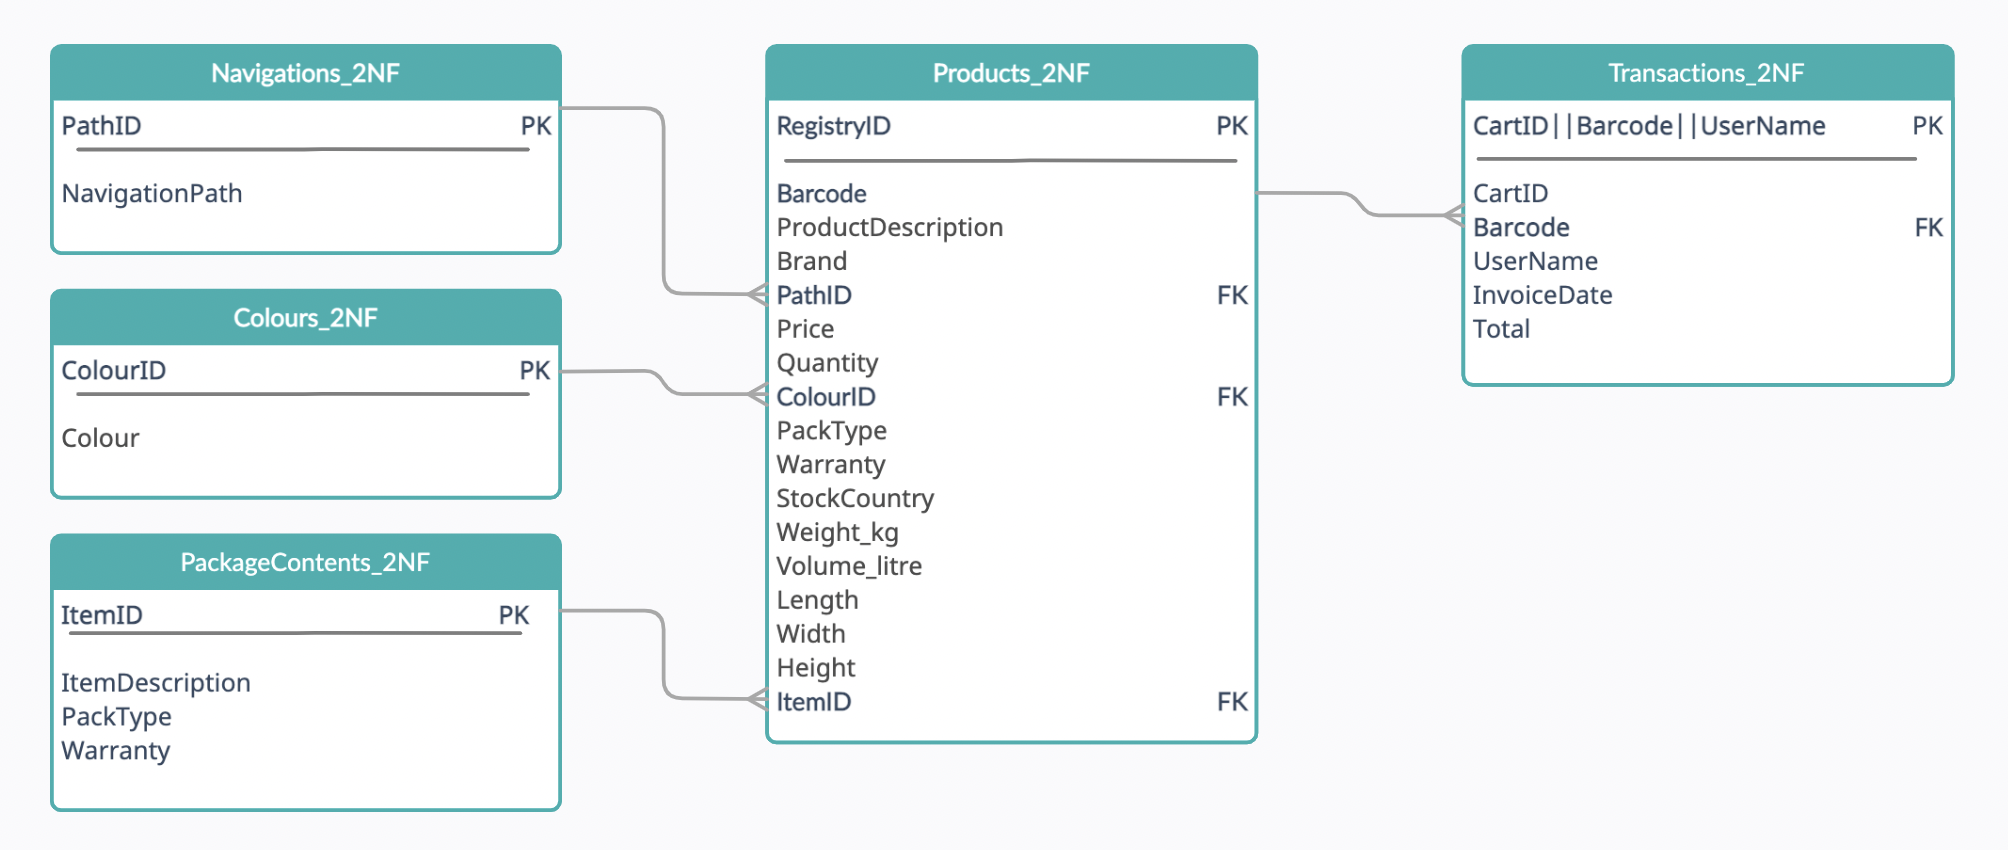 Navigations_2NF
PathID PK
NavigationPath
Colours_2NF
ColourID PK
Colour
PackageContents_2NF
ItemID PK
ItemDescription
PackType
Warranty
Products_2NF
RegistryID PK
Barcode
ProductDescription
Brand
PathID FK
Price
Quantity
ColourID FK
PackType
Warranty
StockCountry
Weight_kg
Volume_litre
Length
Width
Height
ItemID FK
Transactions_2NF
CartID||Barcode||UserName PK
CartID
Barcode FK
UserName
InvoiceDate
Total